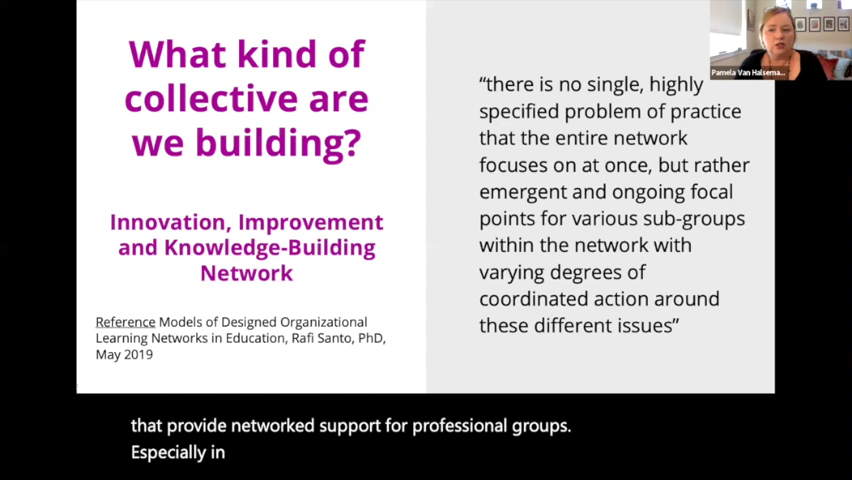 What kind of
collective are
we building?
Innovation, Improvement
and Knowledge-Building
Network
Reference Models of Designed Organizational
Learning Networks in Education, Rafi Santo, PhD,
May 2019
“there is no single, highly
specified problem of practice
that the entire network
focuses on at once, but rather
emergent and ongoing focal
points for various sub-groups
within the network with
varying degrees of
coordinated action around
these different issues”
Pamela Van Halsema...
that provide networked support for professional groups.
Especially in